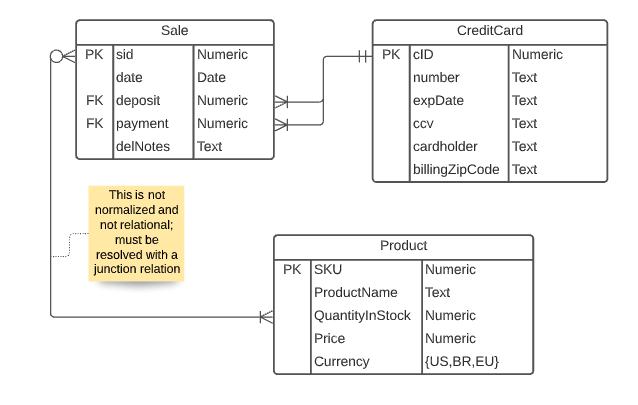 Sale
PK sid Numeric
date Date
FK deposit Numeric
FK payment Numeric
delNotes Text
CreditCard
PK cID Numeric
number Text
expDate Text
ccv Text
cardholder Text
billingZipCode Text
This is not
normalized and
not relational;
must be
resolved with a
junction relation
Product
PK SKU Numeric
ProductName Text
QuantityInStock Numeric
Price Numeric
Currency {US,BR,EU}